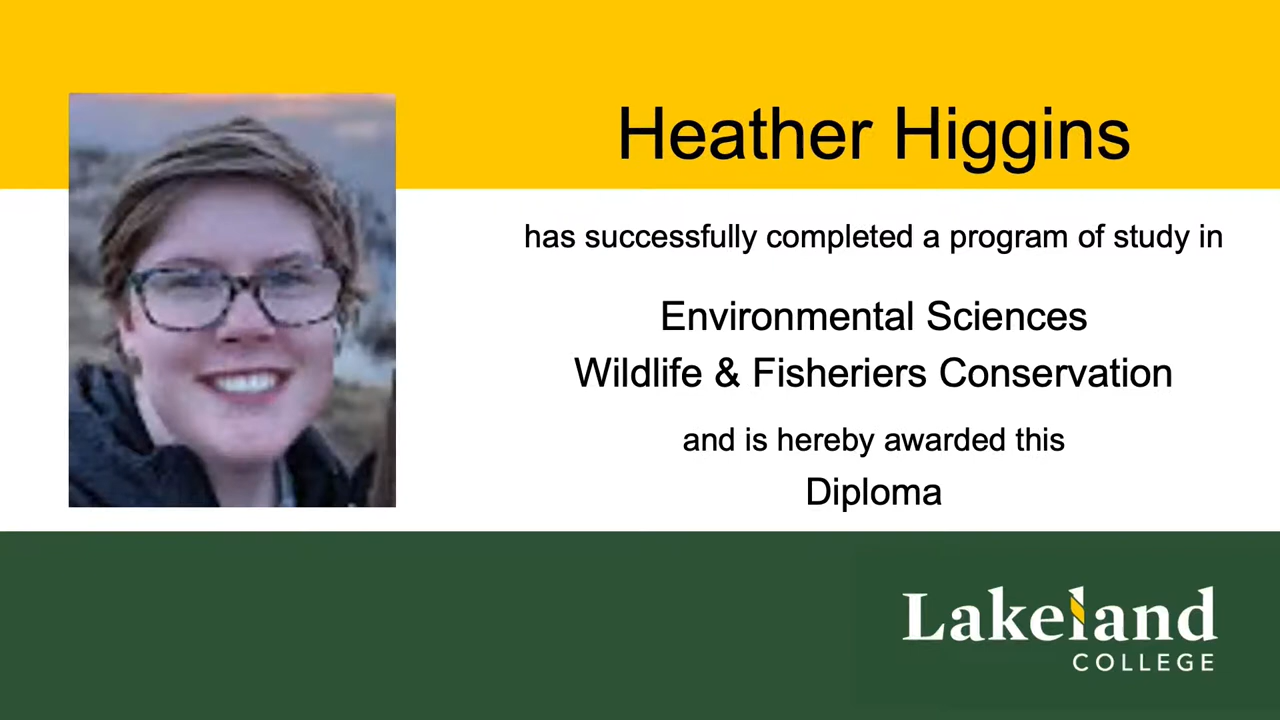 Heather Higgins
has successfully completed a program of study in
Environmental Sciences
Wildlife & Fisheriers Conservation
and is hereby awarded this
Diploma
Lakeland
COLLEGE